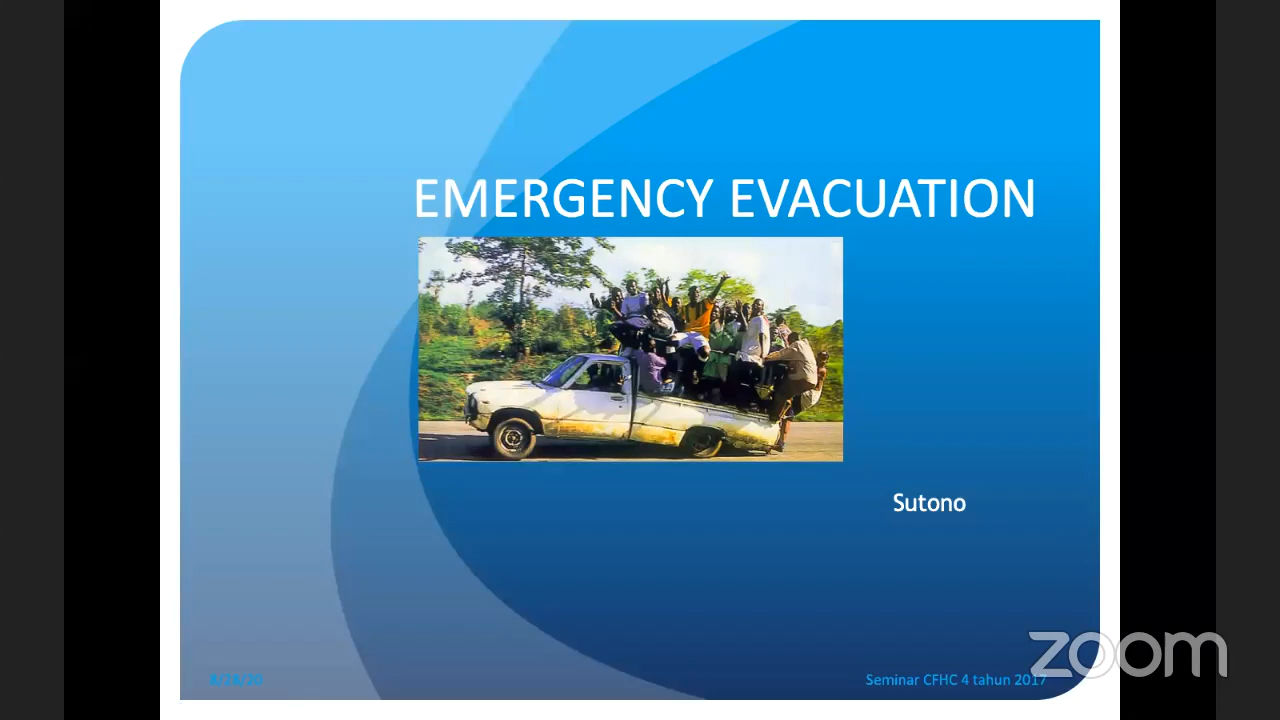 EMERGENCY EVACUATION
Sutono
8/28/20
Seminar CFHC 4 tahun 2017
zoom